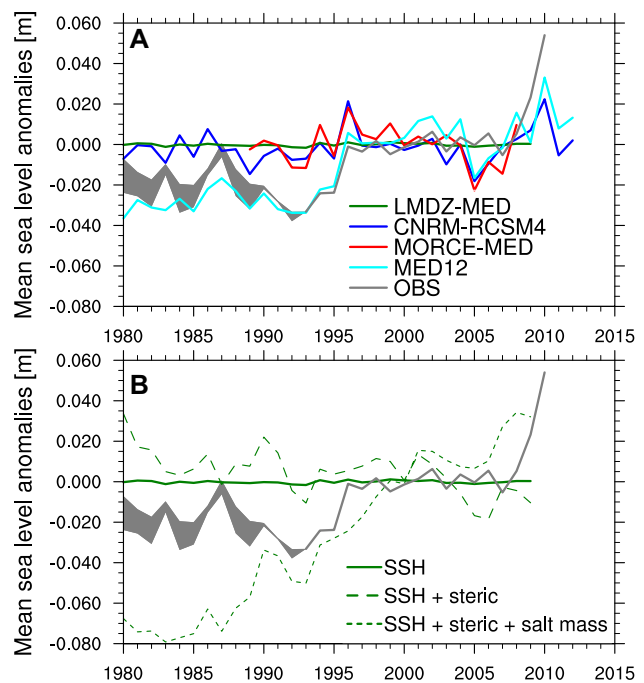 A
Mean sea level anomalies [m]
0.060
0.040
0.020
0.000
-0.020
-0.040
-0.060
-0.080
LMDZ-MED
CNRM-RCSM4
MORCE-MED
MED12
OBS
1980 1985 1990 1995 2000 2005 2010 2015
B
Mean sea level anomalies [m]
0.060
0.040
0.020
0.000
-0.020
-0.040
-0.060
-0.080
SSH
SSH + steric
SSH + steric + salt mass
1980 1985 1990 1995 2000 2005 2010 2015